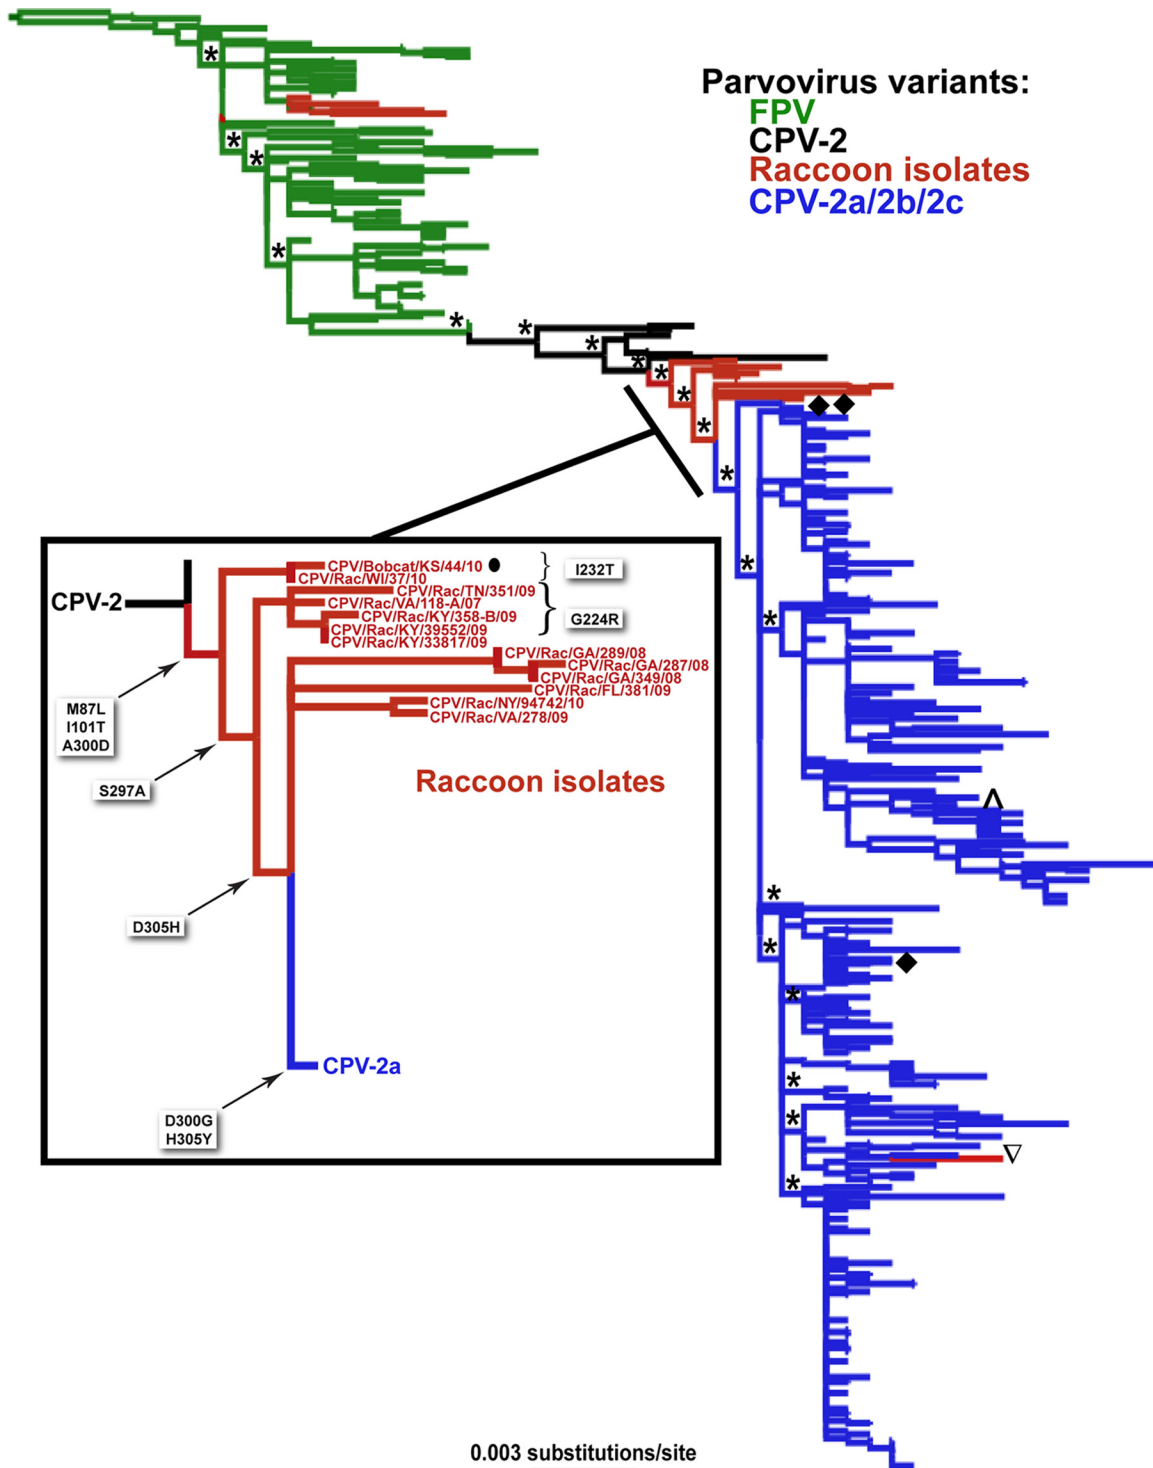 Parvovirus variants:
FPV
CPV-2
Raccoon isolates
CPV-2a/2b/2c
CPV-2
CPV/Bobcat/KS/44/10
CPV/Rac/WI/37/10
I232T
CPV/Rac/TN/351/09
CPV/Rac/VA/118-A/07
CPV/Rac/KY/358-B/09
CPV/Rac/KY/39552/09
CPV/Rac/KY/33817/09
G224R
CPV/Rac/GA/289/08
CPV/Rac/GA/287/08
CPV/Rac/GA/349/08
CPV/Rac/FL/381/09
CPV/Rac/NY/94742/10
CPV/Rac/VA/278/09
M87L
I101T
A300D
S297A
Raccoon isolates
D305H
CPV-2a
D300G
H305Y
0.003 substitutions/site